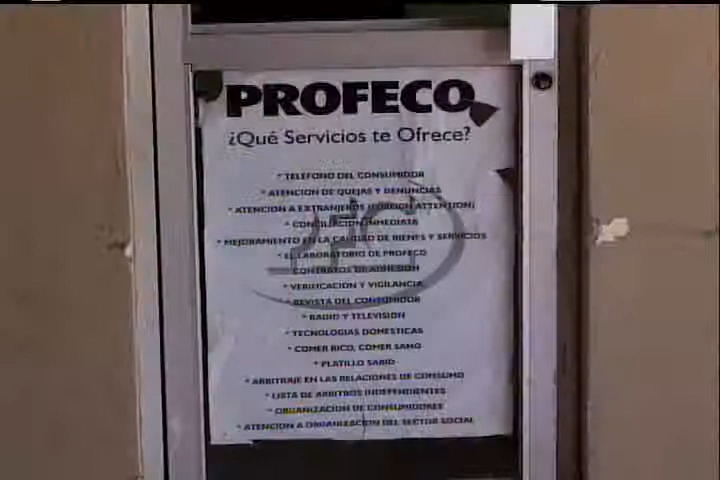 PROFECO
¿Qué Servicios te Ofrece?
* TELEFONO DEL CONSUMIDOR
* ATENCION DE QUEJAS Y DENUNCIAS
* ATENCION A EXTRANJEROS (FOREIGN ATTENTION)
* CONCILIACION INMEDIATA
* MEJORAMIENTO EN LA CALIDAD DE BIENES Y SERVICIOS
* EL LABORATORIO DE PROFECO
CONTRATOS DE ADHESION
* VERIFICACION Y VIGILANCIA
* REVISTA DEL CONSUMIDOR
* RADIO Y TELEVISION
* TECNOLOGIAS DOMESTICAS
* COMER RICO, COMER SANO
* PLATILLO SABIO
* ARBITRAJE EN LAS RELACIONES DE CONSUMO
* LISTA DE ARBITROS INDEPENDIENTES
* ORGANIZACION DE CONSUMIDORES
* ATENCION A ORGANIZACION DEL SECTOR SOCIAL